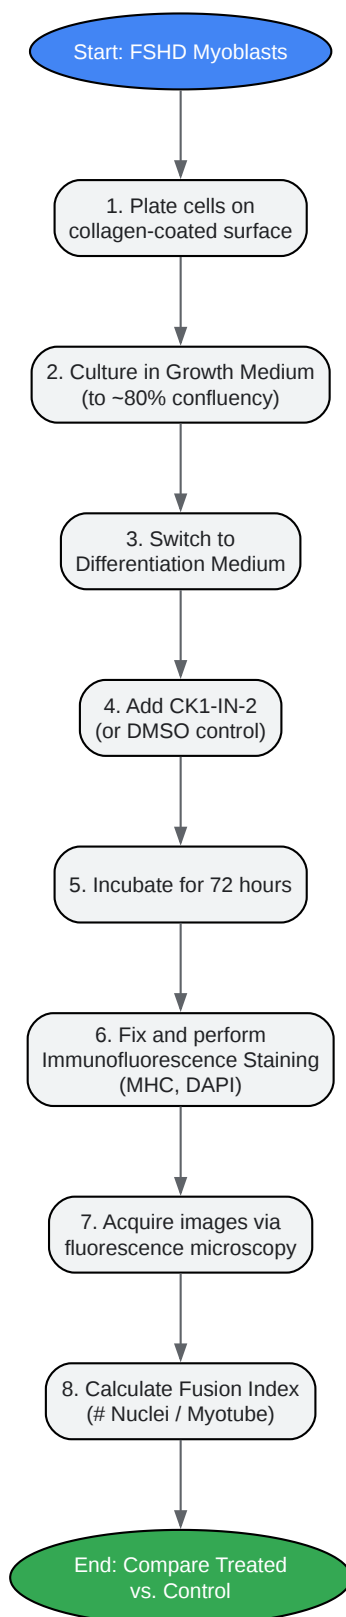 Start: FSHD Myoblasts
1. Plate cells on
collagen-coated surface
2. Culture in Growth Medium
(to ~80% confluency)
3. Switch to
Differentiation Medium
4. Add CK1-IN-2
(or DMSO control)
5. Incubate for 72 hours
6. Fix and perform
Immunofluorescence Staining
(MHC, DAPI)
7. Acquire images via
fluorescence microscopy
8. Calculate Fusion Index
(# Nuclei / Myotube)
End: Compare Treated
vs. Control